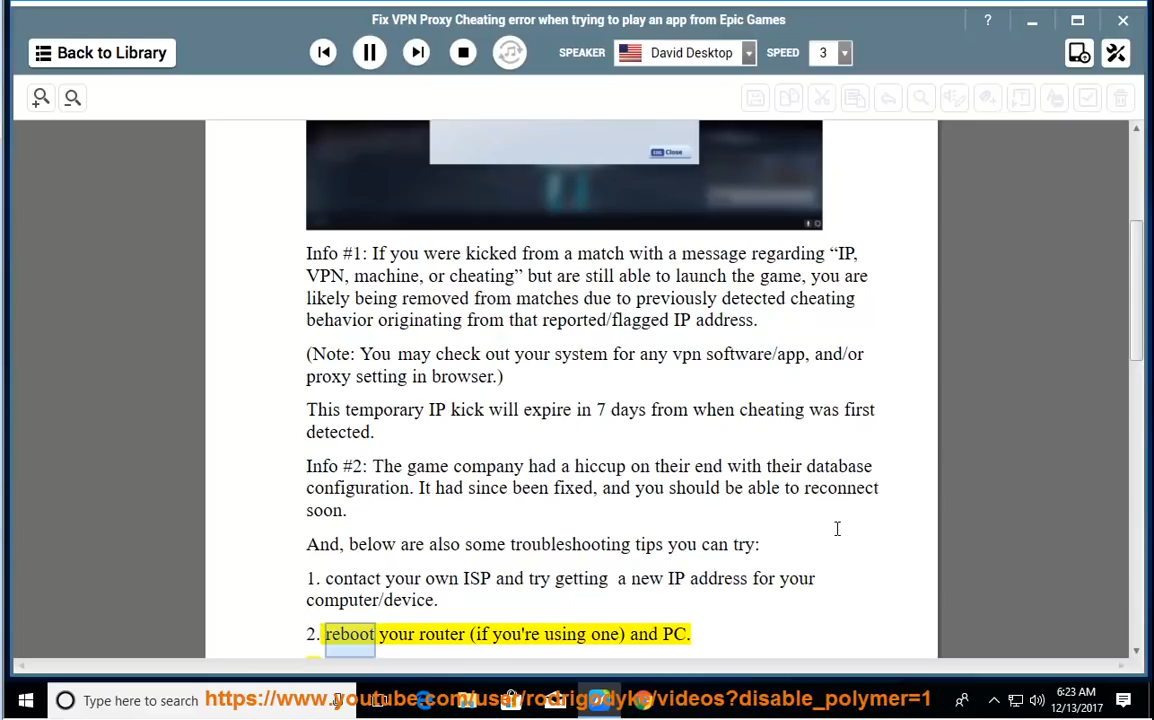 Fix VPN Proxy Cheating error when trying to play an app from Epic Games
?
Back to Library
SPEAKER
David Desktop
SPEED
3
Close
Info #1: If you were kicked from a match with a message regarding “IP,
VPN, machine, or cheating” but are still able to launch the game, you are
likely being removed from matches due to previously detected cheating
behavior originating from that reported/flagged IP address.
(Note: You may check out your system for any vpn software/app, and/or
proxy setting in browser.)
This temporary IP kick will expire in 7 days from when cheating was first
detected.
Info #2: The game company had a hiccup on their end with their database
configuration. It had since been fixed, and you should be able to reconnect
soon.
And, below are also some troubleshooting tips you can try:
1. contact your own ISP and try getting a new IP address for your
computer/device.
2. reboot your router (if you're using one) and PC.
Type here to search
https://www.youtube.com/user/rodrigodyke/videos?disable_polymer=1
6:23 AM
12/13/2017